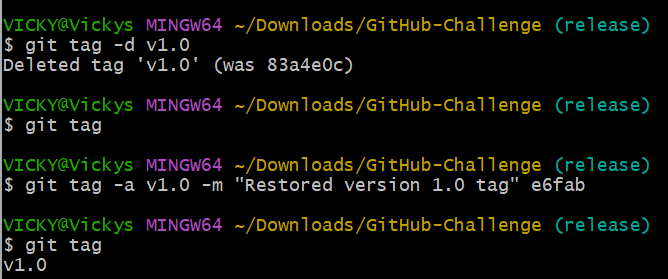 VICKY@Vickys MINGW64 ~/Downloads/GitHub-Challenge (release)
$ git tag -d v1.0
Deleted tag 'v1.0' (was 83a4e0c)
VICKY@Vickys MINGW64 ~/Downloads/GitHub-Challenge (release)
$ git tag
VICKY@Vickys MINGW64 ~/Downloads/GitHub-Challenge (release)
$ git tag -a v1.0 -m "Restored version 1.0 tag" e6fab
VICKY@Vickys MINGW64 ~/Downloads/GitHub-Challenge (release)
$ git tag
v1.0